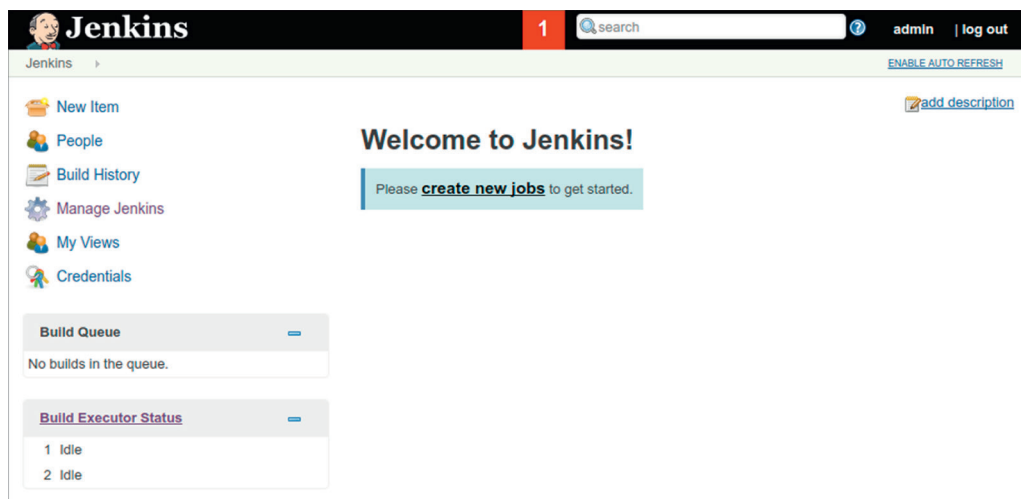 Jenkins
1
search
admin | log out
Jenkins
ENABLE AUTO REFRESH
New Item
People
Build History
Manage Jenkins
My Views
Credentials
add description
Welcome to Jenkins!
Please create new jobs to get started.
Build Queue
No builds in the queue.
Build Executor Status
1 Idle
2 Idle